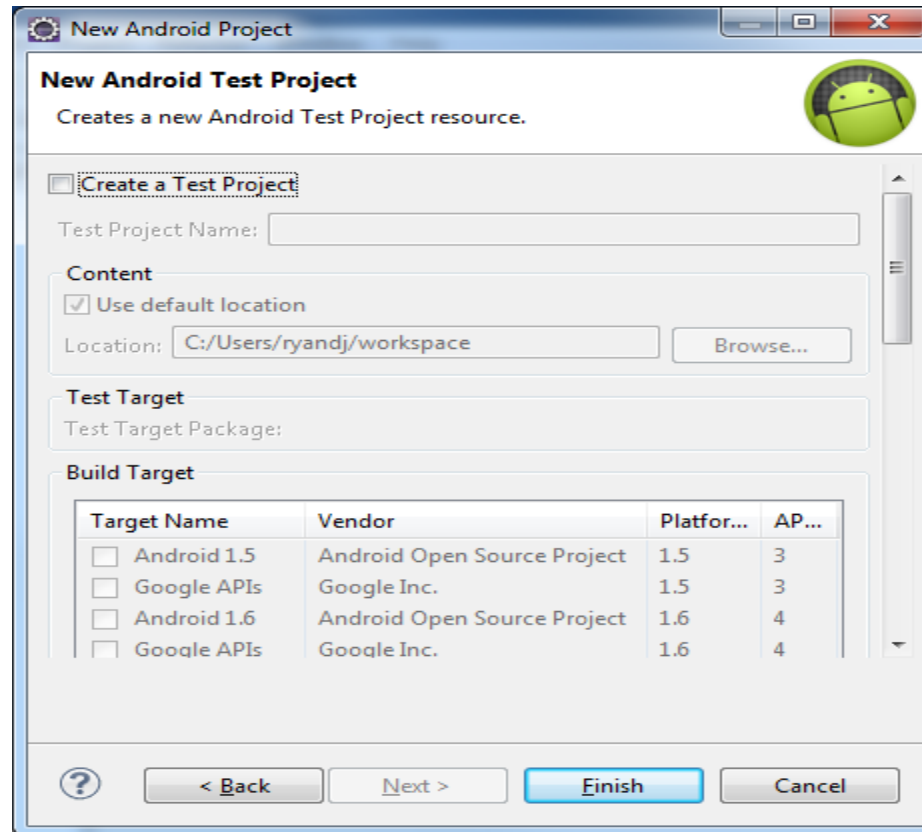 New Android Project
New Android Test Project
Creates a new Android Test Project resource.
Create a Test Project
Test Project Name:
Content
Use default location
Location: C:/Users/ryandj/workspace Browse...
Test Target
Test Target Package:
Build Target
Target Name Vendor Platfor... AP...
Android 1.5 Android Open Source Project 1.5 3
Google APIs Google Inc. 1.5 3
Android 1.6 Android Open Source Project 1.6 4
Google APIs Google Inc. 1.6 4
? < Back Next > Finish Cancel